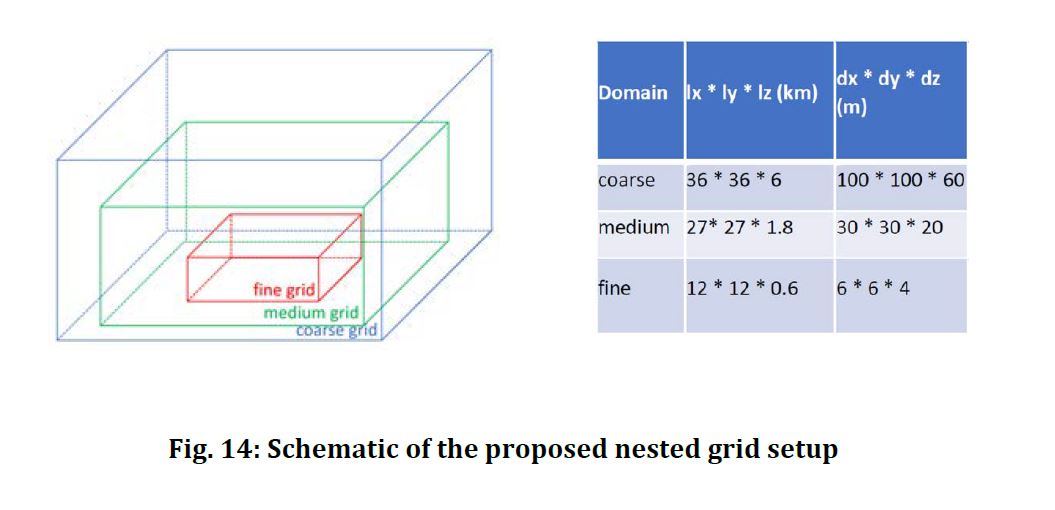 fine grid
medium grid
coarse grid
Domain lx * ly * lz (km) dx * dy * dz (m)
coarse 36 * 36 * 6 100 * 100 * 60
medium 27* 27 * 1.8 30 * 30 * 20
fine 12 * 12 * 0.6 6 * 6 * 4
Fig. 14: Schematic of the proposed nested grid setup